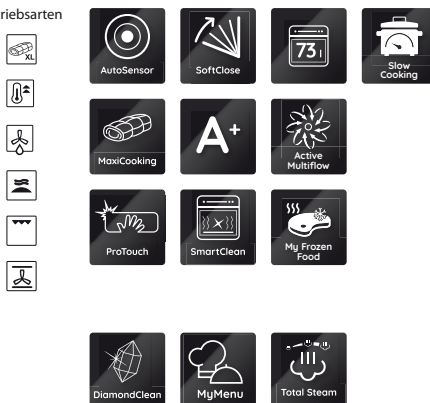 riebsarten
XL
AutoSensor
SoftClose
73 l
Slow
Cooking
MaxiCooking
A+
Active
Multiflow
ProTouch
SmartClean
My Frozen
Food
DiamondClean
MyMenu
Total Steam